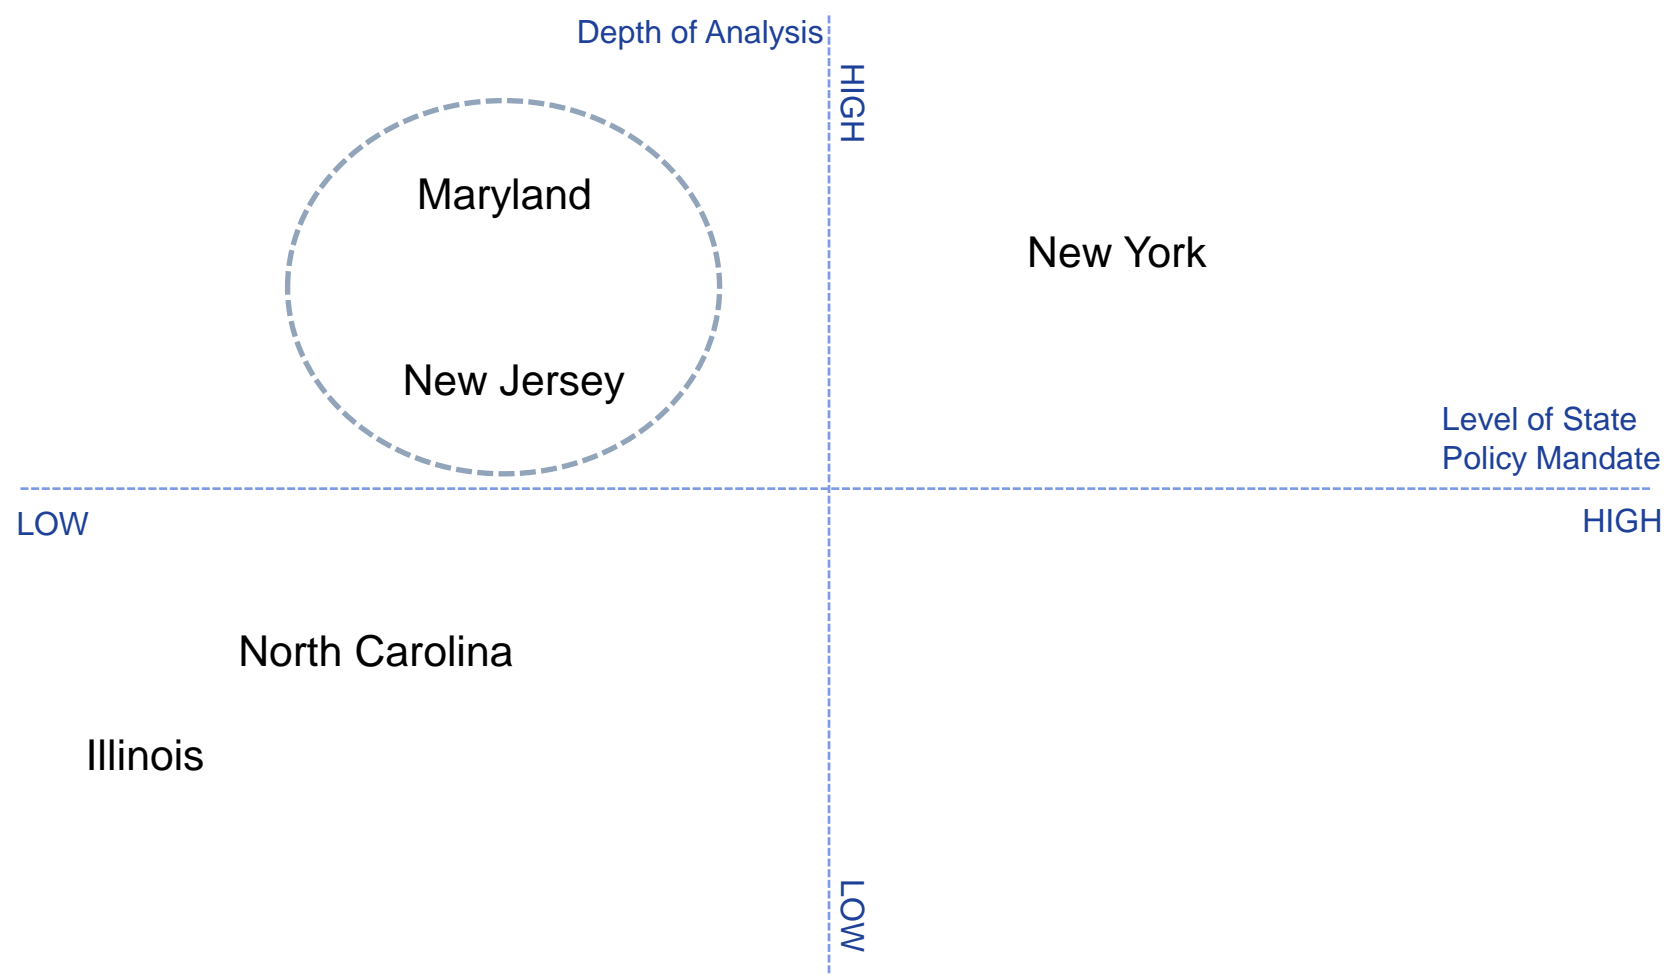 Depth of Analysis
HIGH
Maryland
New York
New Jersey
Level of State
Policy Mandate
LOW
HIGH
North Carolina
Illinois
LOW